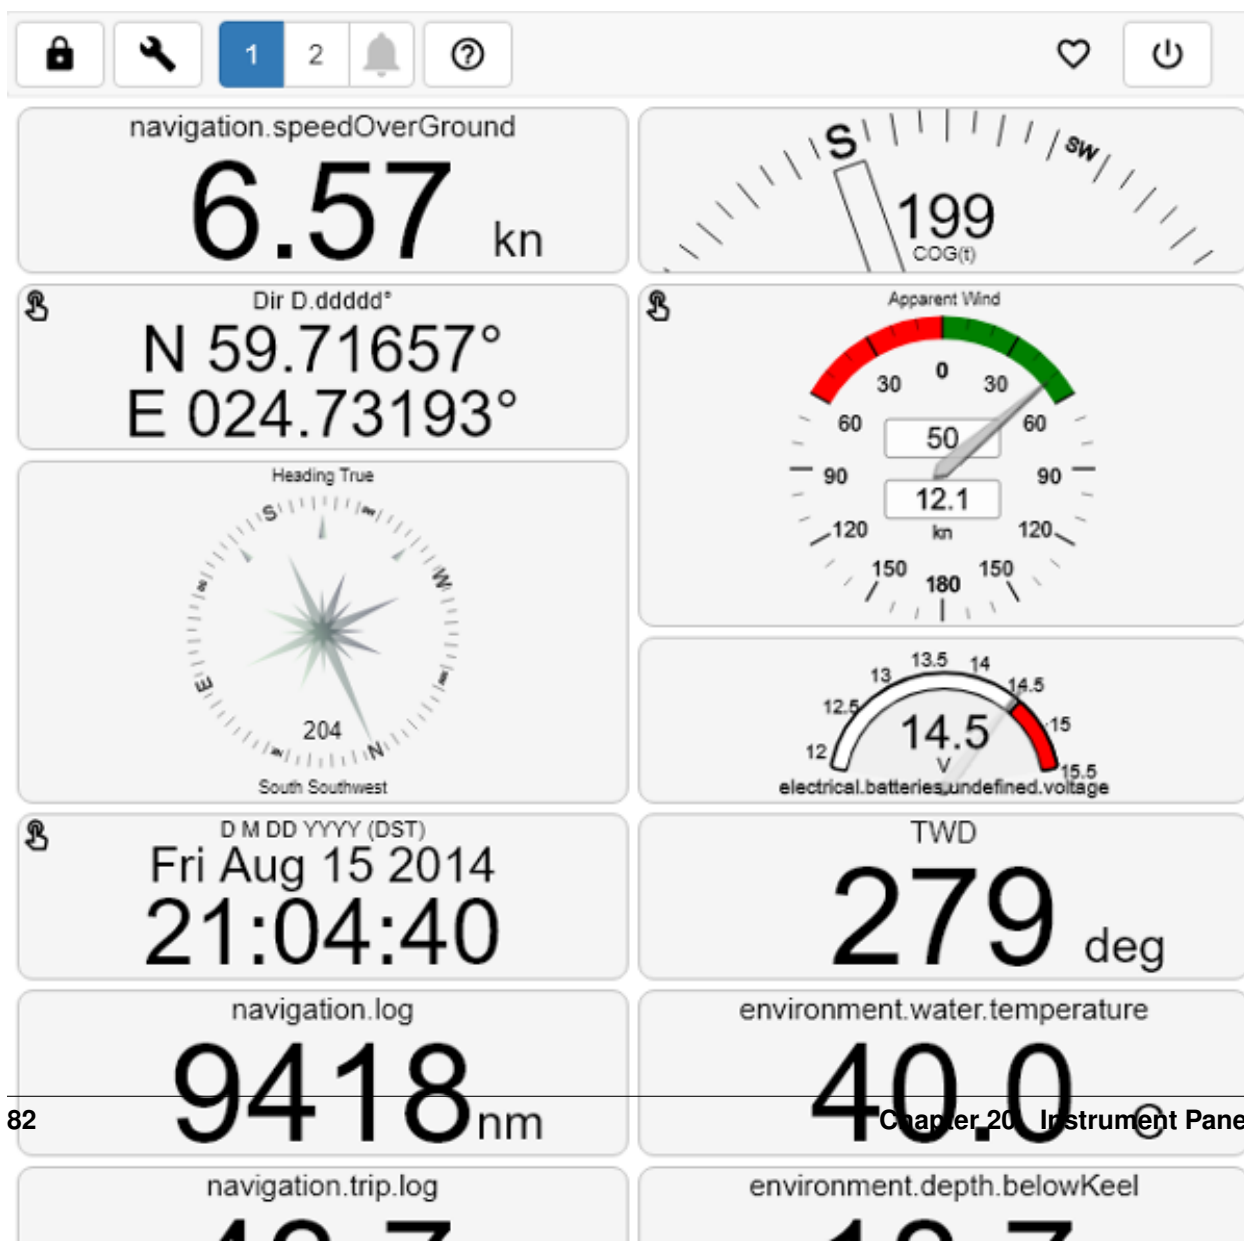 1 2
navigation.speedOverGround
6.57 kn
S SW
199
COG(t)
Dir D.ddddd°
N 59.71657°
E 024.73193°
Apparent Wind
0
30 30
60 60
50
90 90
12.1
kn
120 120
150 150
180
Heading True
S
W
E
N
204
South Southwest
13.5
13 14
12.5 14.5
12 15
15.5
14.5
V
electrical.batteries.undefined.voltage
D M DD YYYY (DST)
Fri Aug 15 2014
21:04:40
TWD
279 deg
navigation.log
9418 nm
environment.water.temperature
40.0 C
82 Chapter 20. Instrument Pane
navigation.trip.log
environment.depth.belowKeel